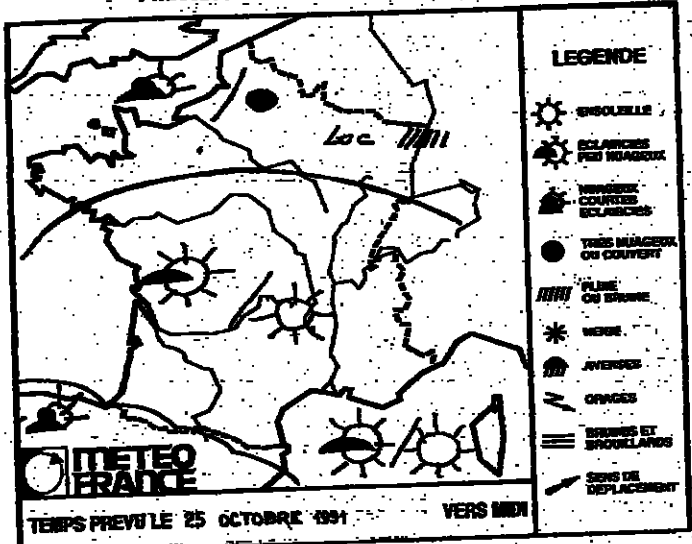 LEGENDE
ENSOLEILLE
ECLAIRCIES
PEU NUAGEUX
NUAGEUX
COURTES
ECLAIRCIES
TRES NUAGEUX
OU COUVERT
PLUIE
OU BRUINE
NEIGE
AVERSES
ORAGES
BRUMES ET
BROUILLARDS
SENS DE
DEPLACEMENT
Loc
METEO
FRANCE
TEMPS PREVU LE 25 OCTOBRE 1991
VERS MIDI